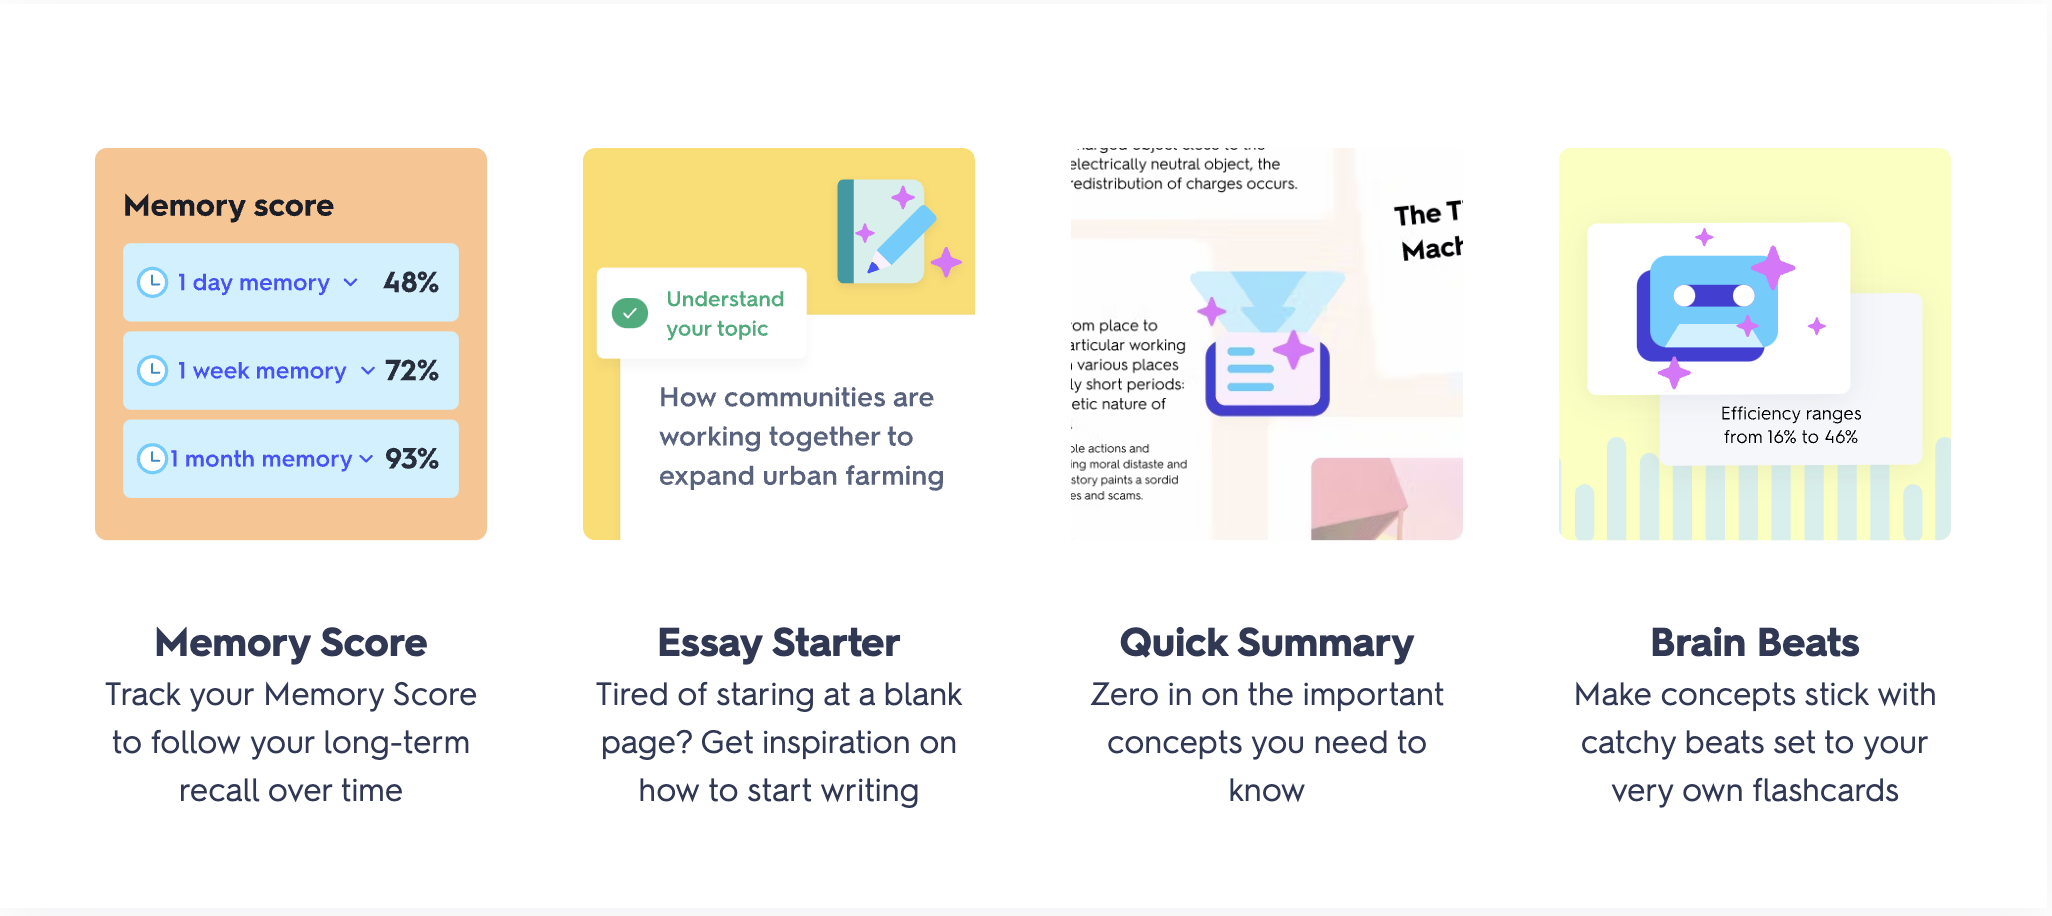 Memory score
1 day memory 48%
1 week memory 72%
1 month memory 93%
Understand
your topic
How communities are
working together to
expand urban farming
electrically neutral object, the
redistribution of charges occurs.
The
rom place to
articular working
various places
ly short periods:
etic nature of
ple actions and
ing moral distaste and
story paints a sordid
es and scams.
Efficiency ranges
from 16% to 46%
Memory Score
Track your Memory Score
to follow your long-term
recall over time
Essay Starter
Tired of staring at a blank
page? Get inspiration on
how to start writing
Quick Summary
Zero in on the important
concepts you need to
know
Brain Beats
Make concepts stick with
catchy beats set to your
very own flashcards